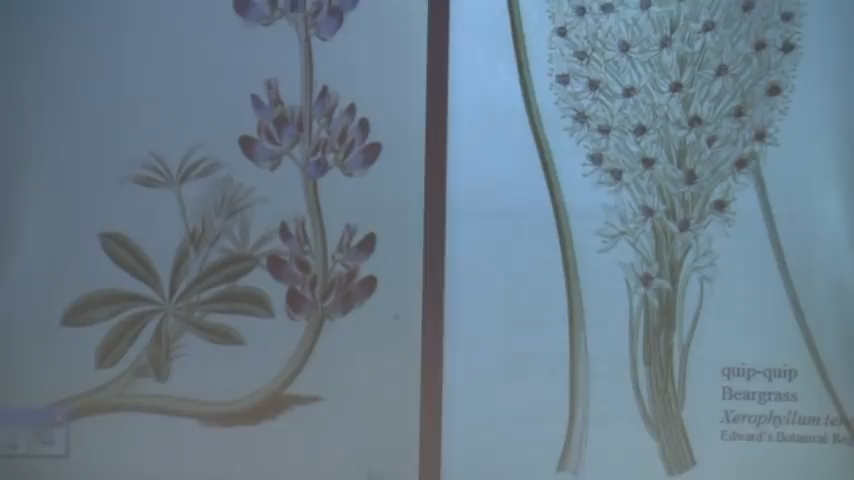 quip-quip
Beargrass
Xerophyllum
Edward's Botanical